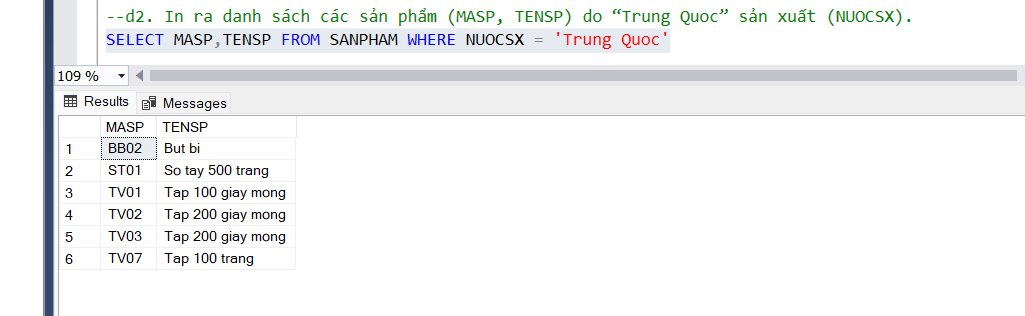 --d2. In ra danh sách các sản phẩm (MASP, TENSP) do “Trung Quoc” sản xuất (NUOCSX).
SELECT MASP,TENSP FROM SANPHAM WHERE NUOCSX = 'Trung Quoc'
109 %
Results Messages
MASP TENSP
1 BB02 But bi
2 ST01 So tay 500 trang
3 TV01 Tap 100 giay mong
4 TV02 Tap 200 giay mong
5 TV03 Tap 200 giay mong
6 TV07 Tap 100 trang